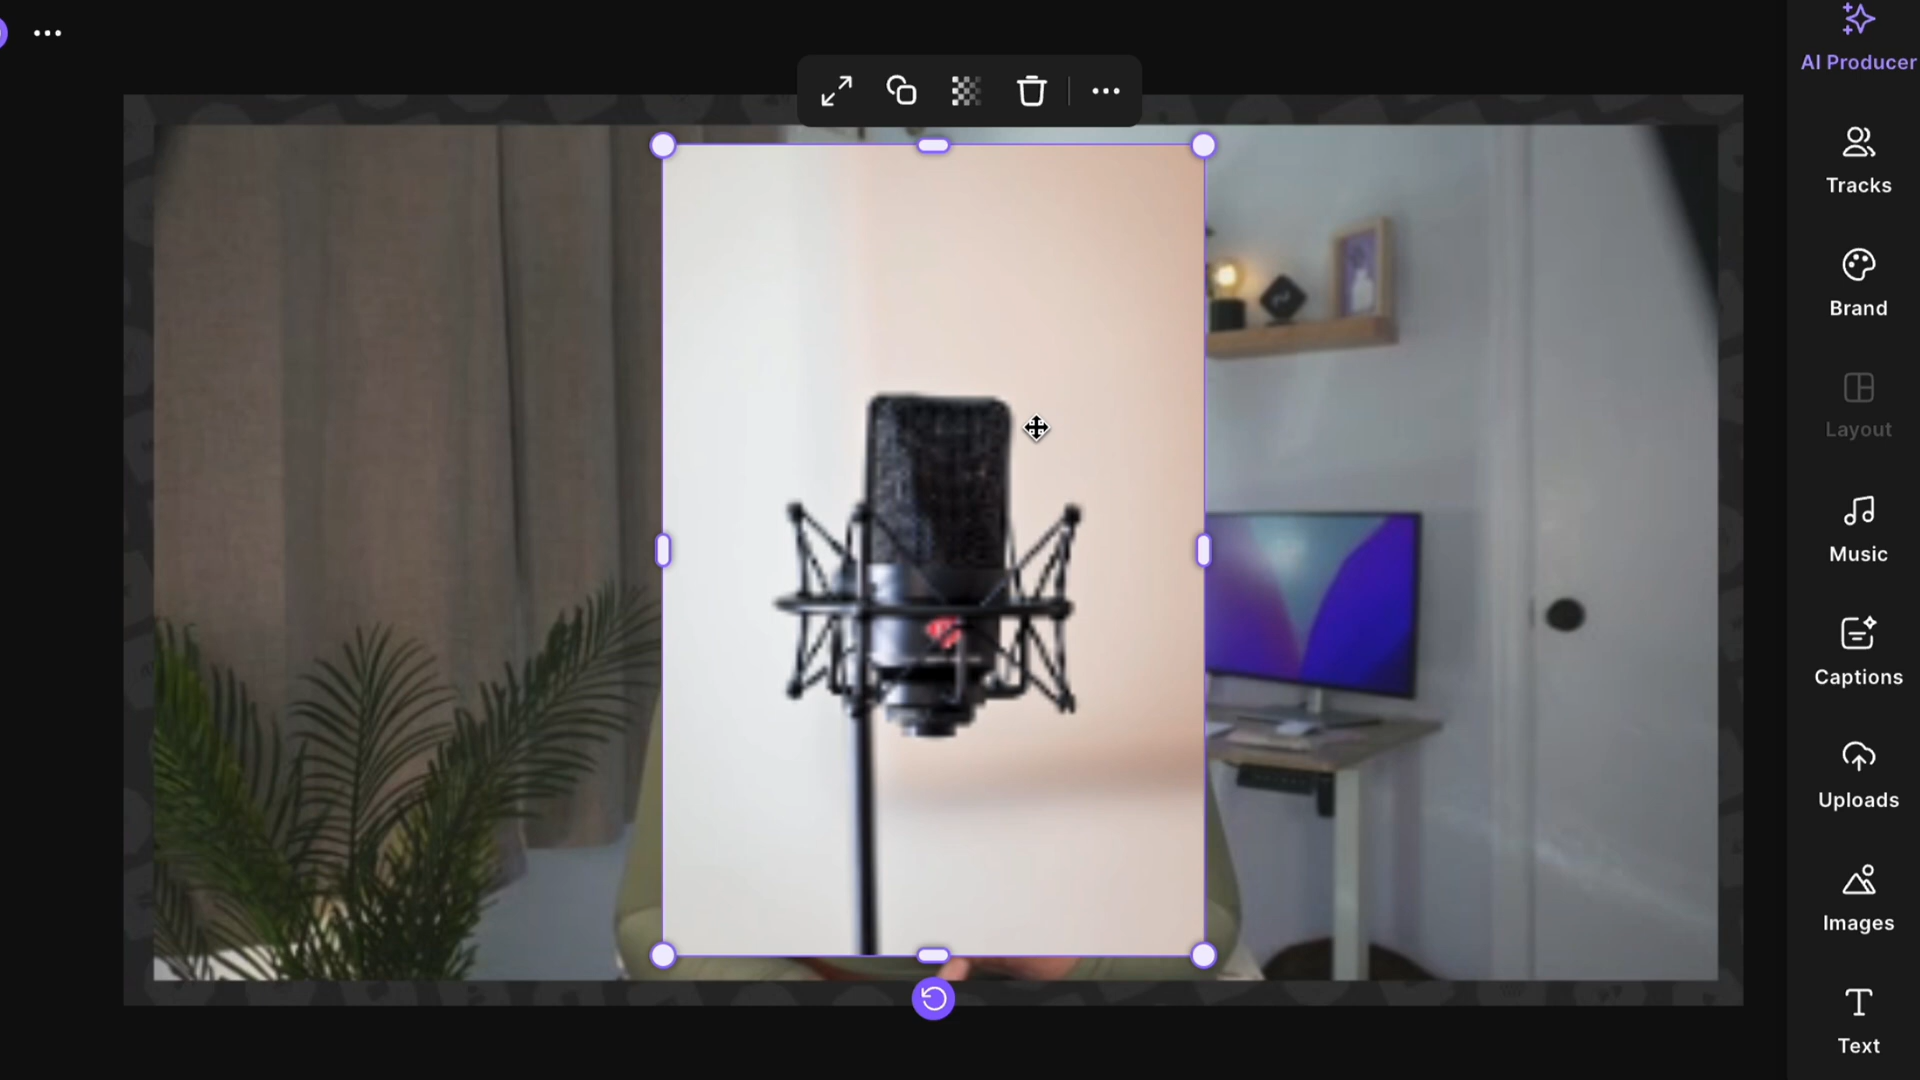 AI Producer
Tracks
Brand
Layout
Music
Captions
Uploads
Images
Text